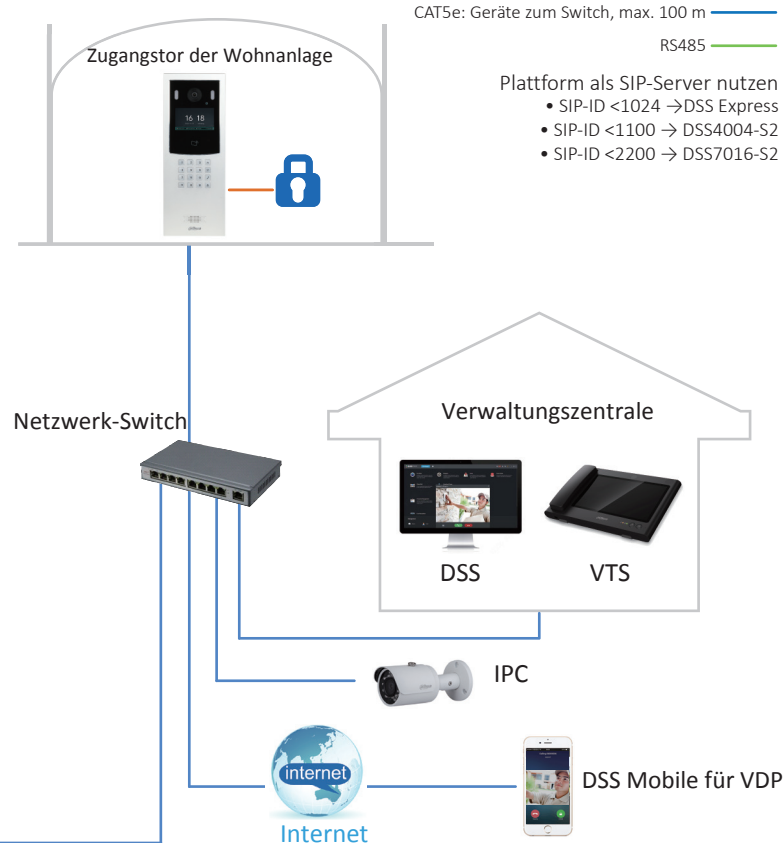 CAT5e: Geräte zum Switch, max. 100 m
RS485
Plattform als SIP-Server nutzen
• SIP-ID <1024 →DSS Express
• SIP-ID <1100 → DSS4004-S2
• SIP-ID <2200 → DSS7016-S2
Zugangstor der Wohnanlage
16 18
Netzwerk-Switch
Verwaltungszentrale
DSS
VTS
IPC
internet
Internet
DSS Mobile für VDP